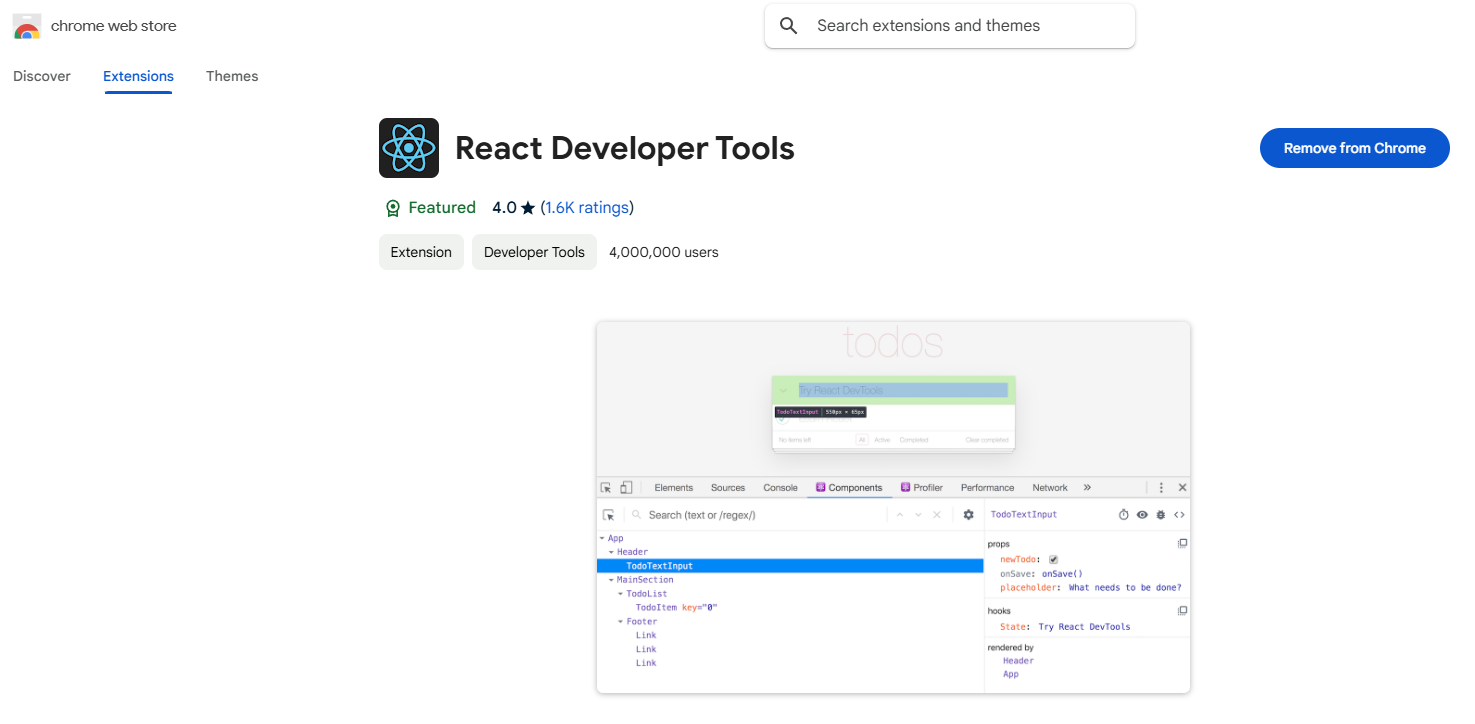 chrome web store
Search extensions and themes
Discover Extensions Themes
React Developer Tools
Remove from Chrome
Featured 4.0 ★ (1.6K ratings)
Extension Developer Tools 4,000,000 users
todos
Try React DevTools
TodoTextInput | 550px × 65px
No items left All Active Completed Clear completed
Elements Sources Console Components Profiler Performance Network »
Search (text or /regex/)
TodoTextInput
App
Header
TodoTextInput
MainSection
TodoList
TodoItem key="0"
Footer
Link
Link
Link
props
newTodo:
onSave: onSave()
placeholder: What needs to be done?
hooks
State: Try React DevTools
rendered by
Header
App